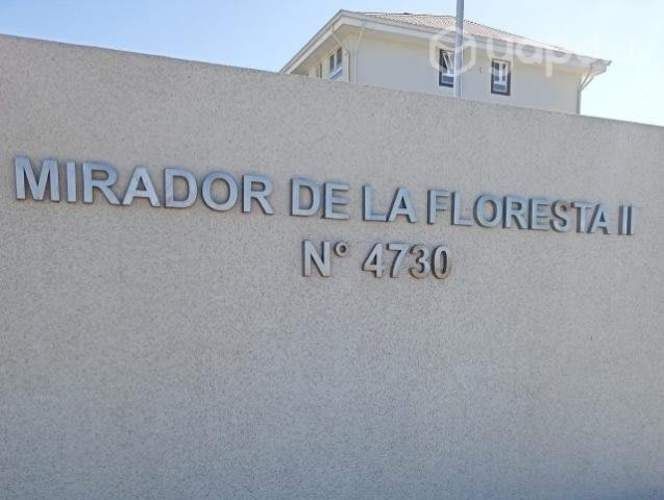 MIRADOR DE LA FLORESTA II
N° 4730